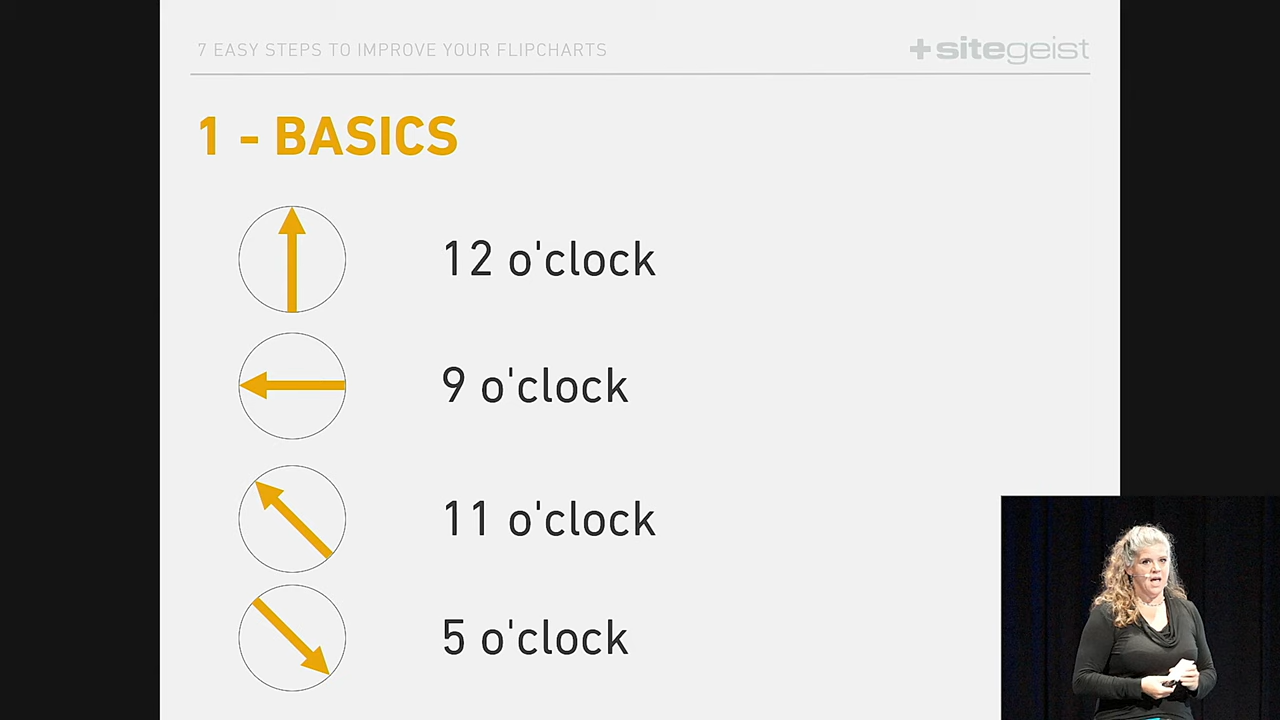 7 EASY STEPS TO IMPROVE YOUR FLIPCHARTS
+sitegeist
1 - BASICS
12 o'clock
9 o'clock
11 o'clock
5 o'clock